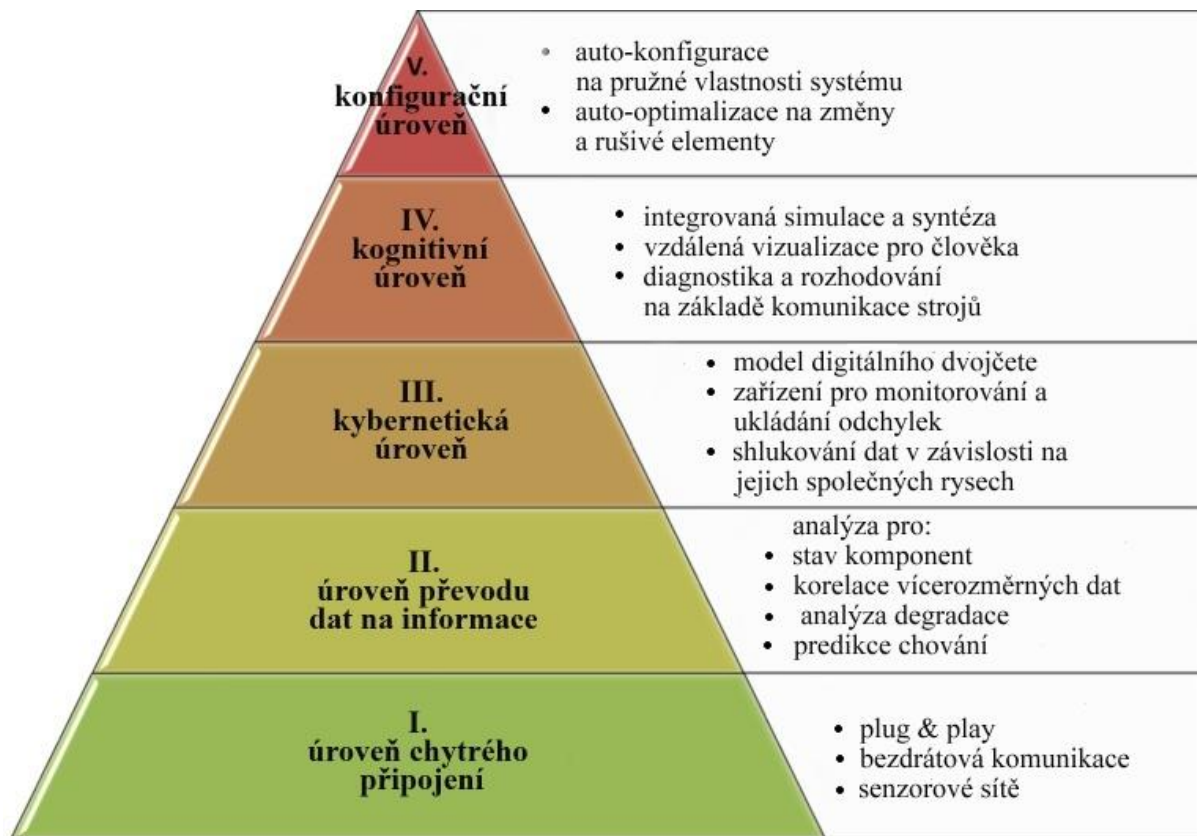 V.
konfigurační
úroveň
• auto-konfigurace
na pružné vlastnosti systému
• auto-optimalizace na změny
a rušivé elementy
IV.
kognitivní
úroveň
• integrovaná simulace a syntéza
• vzdálená vizualizace pro člověka
• diagnostika a rozhodování
na základě komunikace strojů
III.
kybernetická
úroveň
• model digitálního dvojčete
• zařízení pro monitorování a
ukládání odchylek
• shlukování dat v závislosti na
jejich společných rysech
II.
úroveň převodu
dat na informace
analýza pro:
• stav komponent
• korelace vícerozměrných dat
• analýza degradace
• predikce chování
I.
úroveň chytrého
připojení
• plug & play
• bezdrátová komunikace
• senzorové sítě